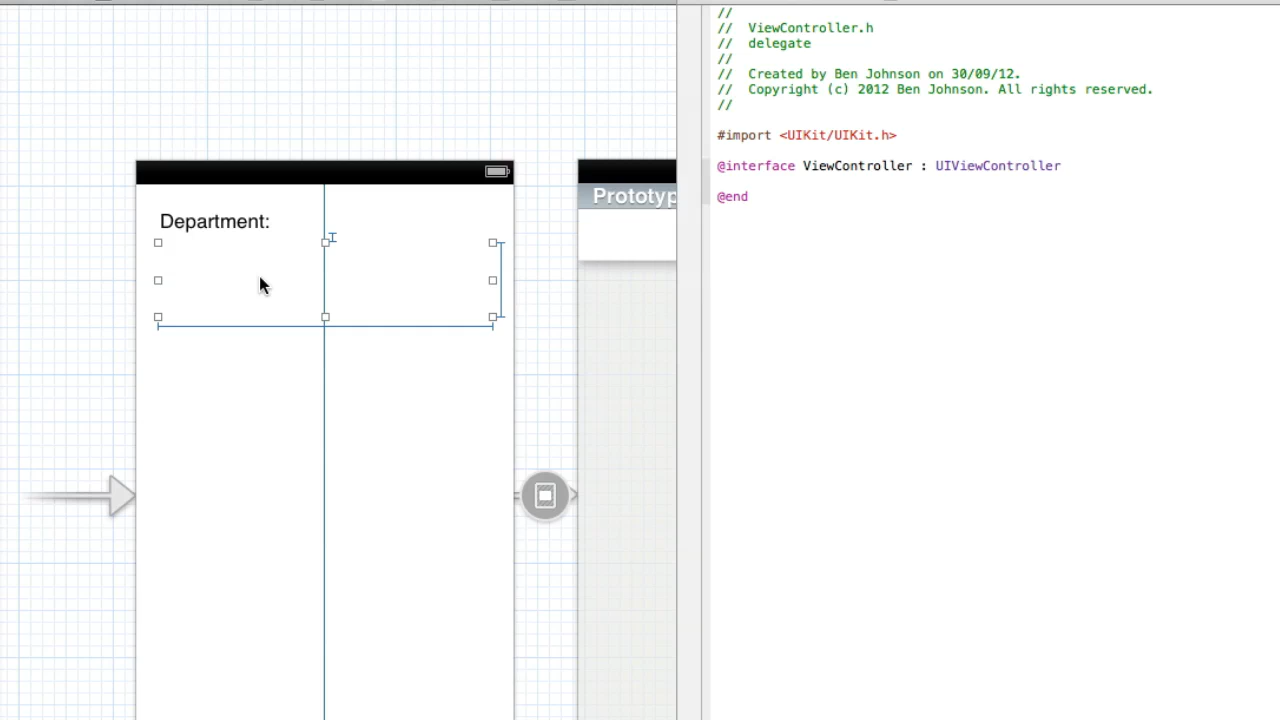 //
//  ViewController.h
//  delegate
//
//  Created by Ben Johnson on 30/09/12.
//  Copyright (c) 2012 Ben Johnson. All rights reserved.
//
#import <UIKit/UIKit.h>
@interface ViewController : UIViewController
@end
Department:
Prototyp